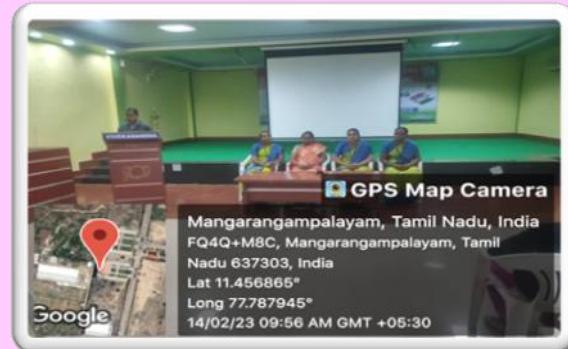 GPS Map Camera
Mangarangampalayam, Tamil Nadu, India
FQ4Q+M8C, Mangarangampalayam, Tamil
Nadu 637303, India
Lat 11.456865°
Long 77.787945°
14/02/23 09:56 AM GMT +05:30
Google